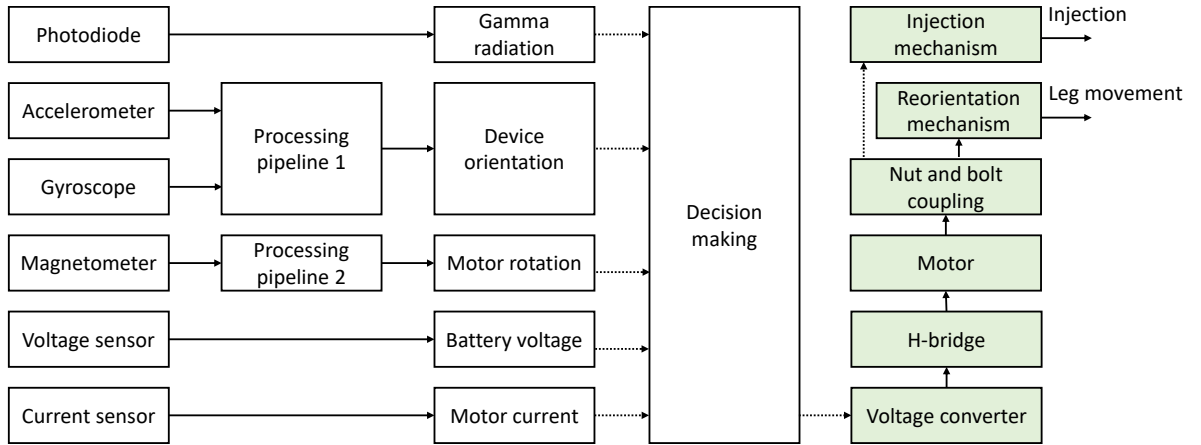 Photodiode
Gamma
radiation
Injection
mechanism
Injection
Accelerometer
Gyroscope
Processing
pipeline 1
Device
orientation
Reorientation
mechanism
Leg movement
Nut and bolt
coupling
Decision
making
Magnetometer
Processing
pipeline 2
Motor rotation
Motor
Voltage sensor
Battery voltage
H-bridge
Current sensor
Motor current
Voltage converter